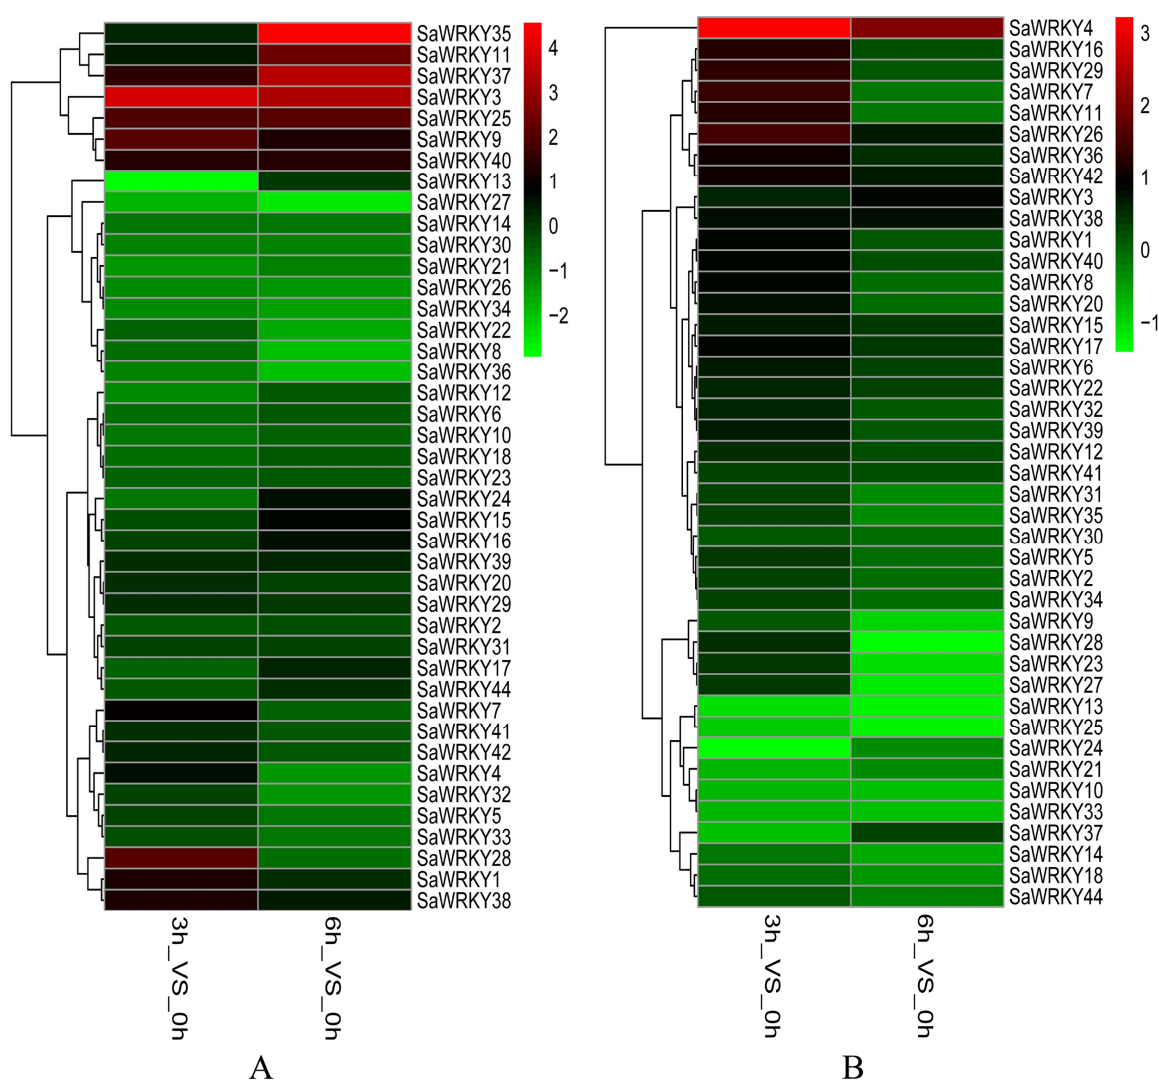 SaWRKY35
SaWRKY11
SaWRKY37
SaWRKY3
SaWRKY25
SaWRKY9
SaWRKY40
SaWRKY13
SaWRKY27
SaWRKY14
SaWRKY30
SaWRKY21
SaWRKY26
SaWRKY34
SaWRKY22
SaWRKY8
SaWRKY36
SaWRKY12
SaWRKY6
SaWRKY10
SaWRKY18
SaWRKY23
SaWRKY24
SaWRKY15
SaWRKY16
SaWRKY39
SaWRKY20
SaWRKY29
SaWRKY2
SaWRKY31
SaWRKY17
SaWRKY44
SaWRKY7
SaWRKY41
SaWRKY42
SaWRKY4
SaWRKY32
SaWRKY5
SaWRKY33
SaWRKY28
SaWRKY1
SaWRKY38
4
3
2
1
0
−1
−2
3h_VS_0h
6h_VS_0h
A
SaWRKY4
SaWRKY16
SaWRKY29
SaWRKY7
SaWRKY11
SaWRKY26
SaWRKY36
SaWRKY42
SaWRKY3
SaWRKY38
SaWRKY1
SaWRKY40
SaWRKY8
SaWRKY20
SaWRKY15
SaWRKY17
SaWRKY6
SaWRKY22
SaWRKY32
SaWRKY39
SaWRKY12
SaWRKY41
SaWRKY31
SaWRKY35
SaWRKY30
SaWRKY5
SaWRKY2
SaWRKY34
SaWRKY9
SaWRKY28
SaWRKY23
SaWRKY27
SaWRKY13
SaWRKY25
SaWRKY24
SaWRKY21
SaWRKY10
SaWRKY33
SaWRKY37
SaWRKY14
SaWRKY18
SaWRKY44
3
2
1
0
−1
3h_VS_0h
6h_VS_0h
B